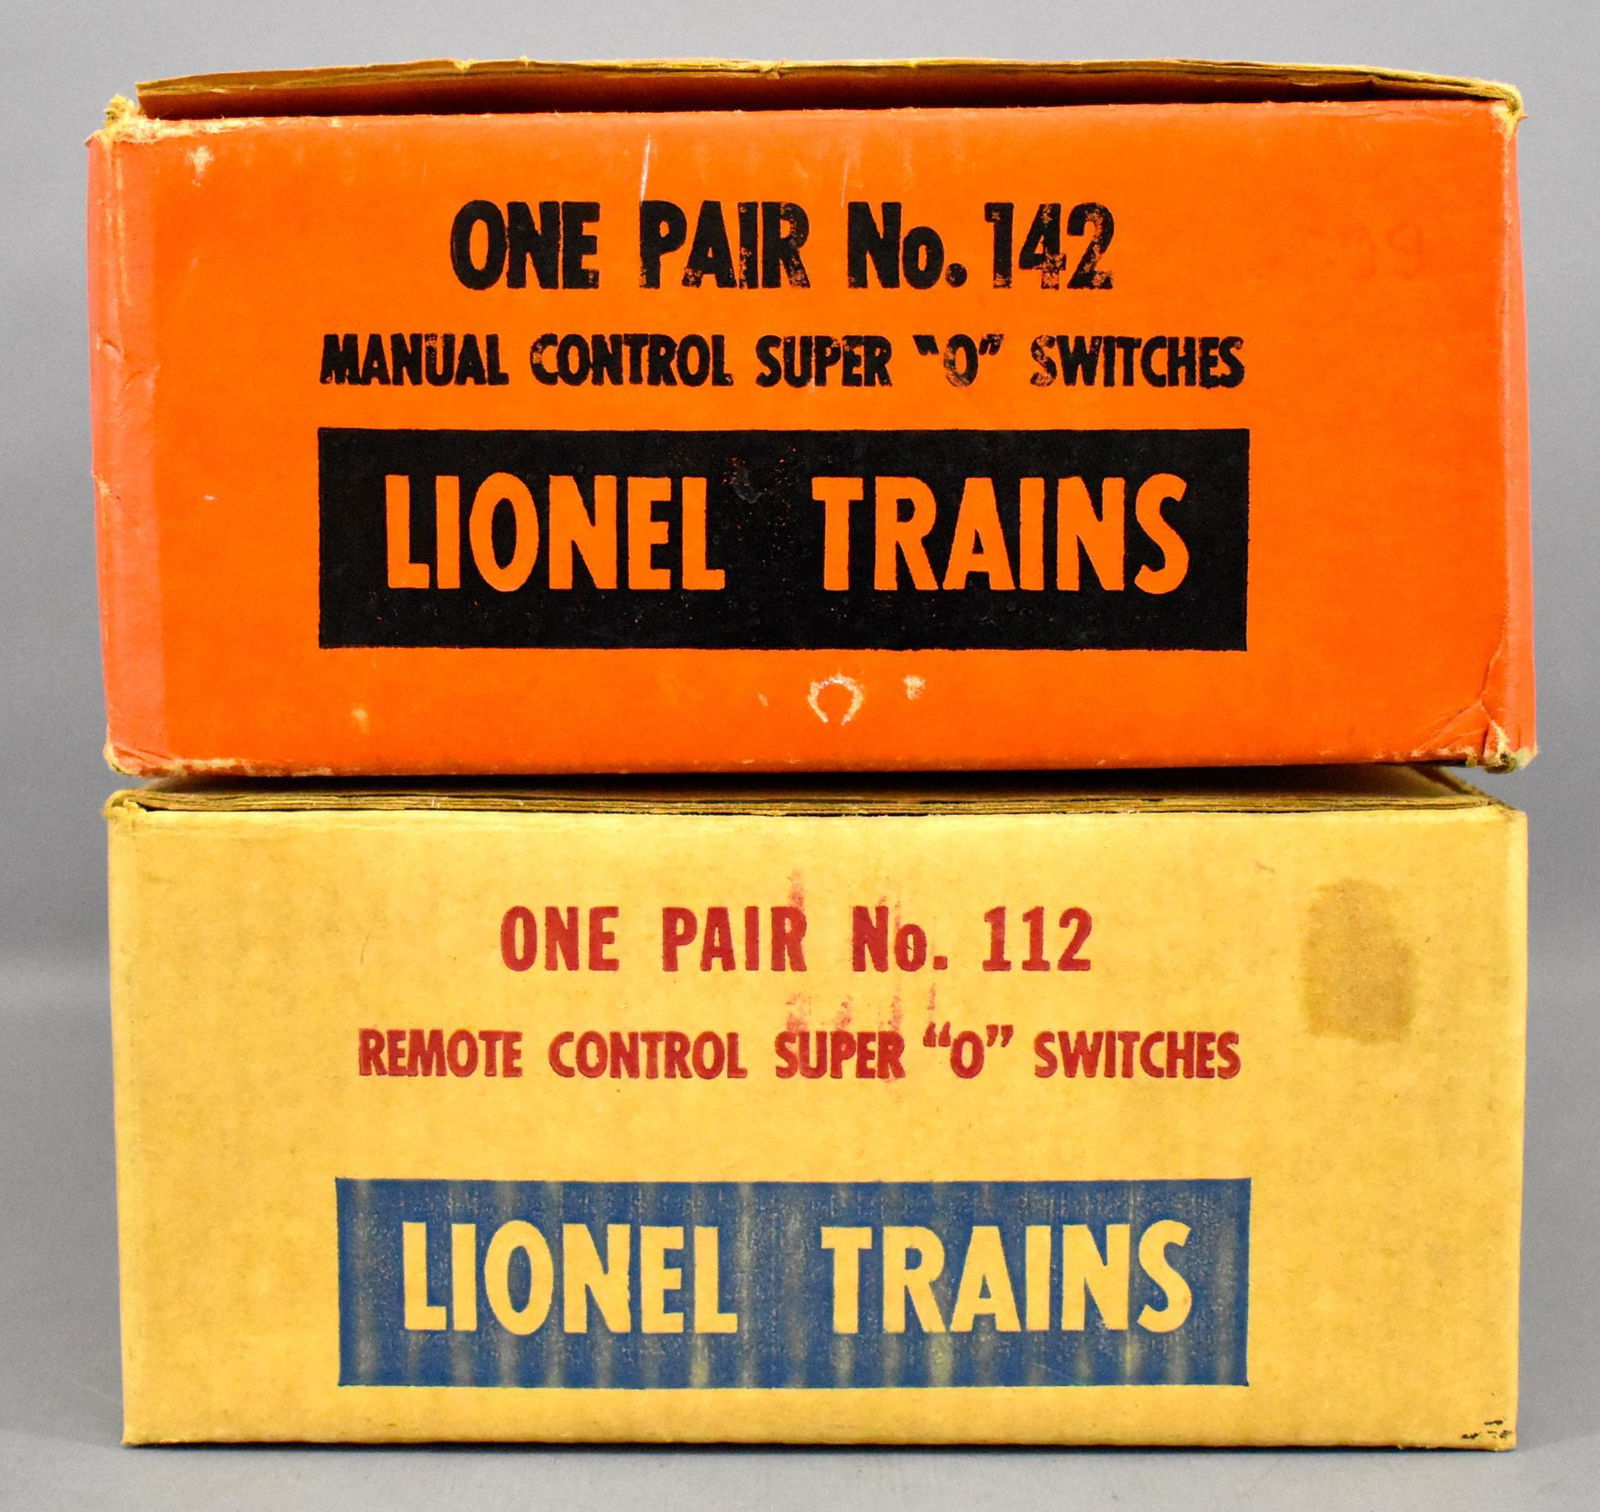 ONE PAIR No. 142
MANUAL CONTROL SUPER "O" SWITCHES
LIONEL TRAINS
ONE PAIR No. 112
REMOTE CONTROL SUPER “O” SWITCHES
LIONEL TRAINS